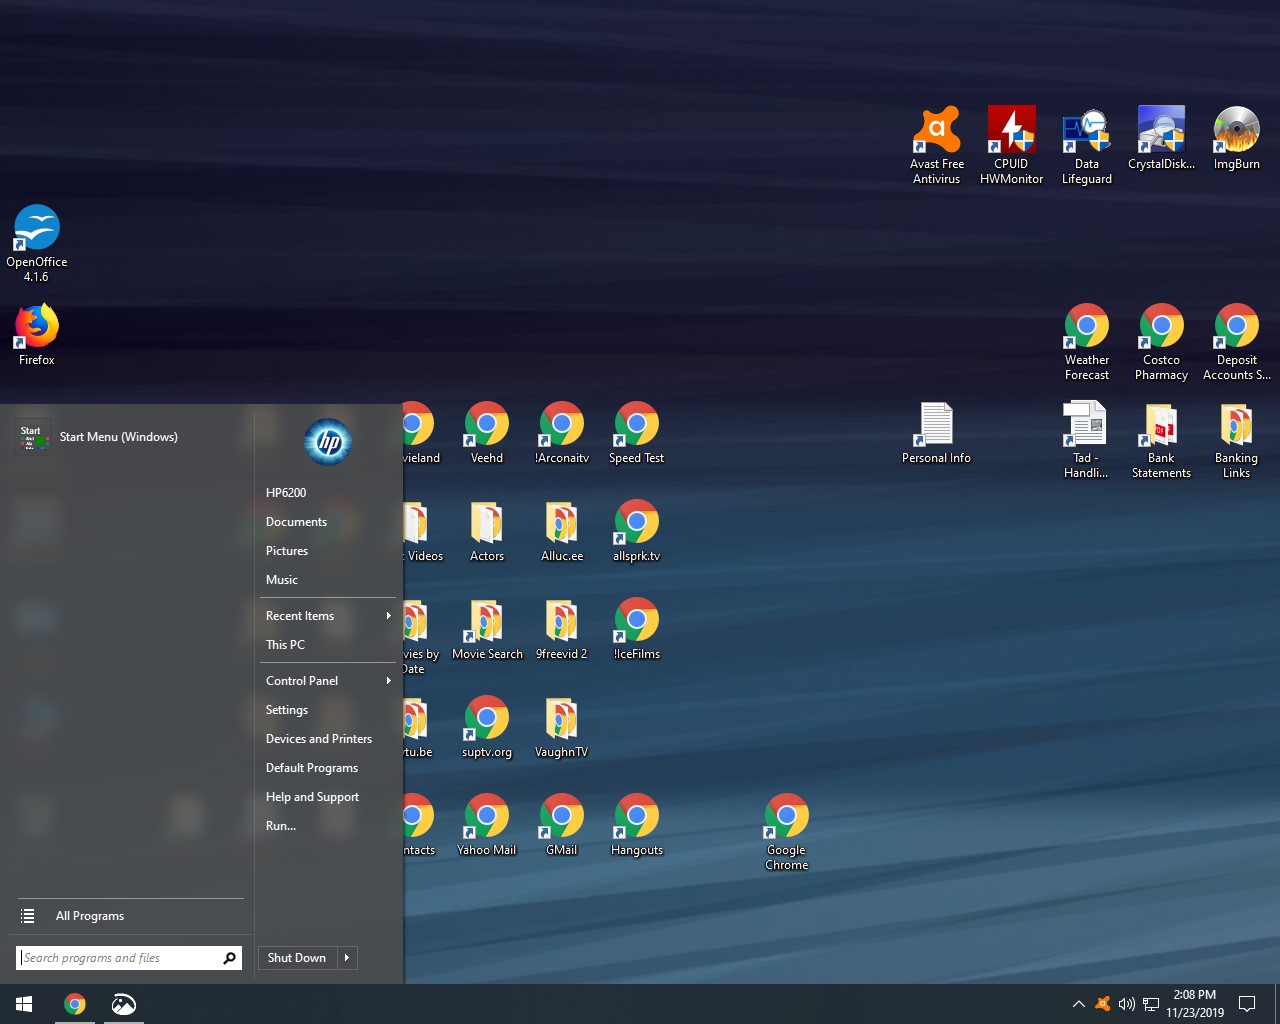 Avast Free
Antivirus
CPUID
HWMonitor
Data
Lifeguard
CrystalDisk...
ImgBurn
OpenOffice
4.1.6
Firefox
Weather
Forecast
Costco
Pharmacy
Deposit
Accounts S...
vieland
Veehd
!Arconaitv
Speed Test
Personal Info
Tad -
Handli...
Bank
Statements
Banking
Links
Videos
Actors
Alluc.ee
allsprk.tv
vies by
Date
Movie Search
9freevid 2
!IceFilms
ytu.be
suptv.org
VaughnTV
ntacts
Yahoo Mail
GMail
Hangouts
Google
Chrome
Start
Start Menu (Windows)
hp
HP6200
Documents
Pictures
Music
Recent Items
This PC
Control Panel
Settings
Devices and Printers
Default Programs
Help and Support
Run...
All Programs
Search programs and files
Shut Down
2:08 PM
11/23/2019